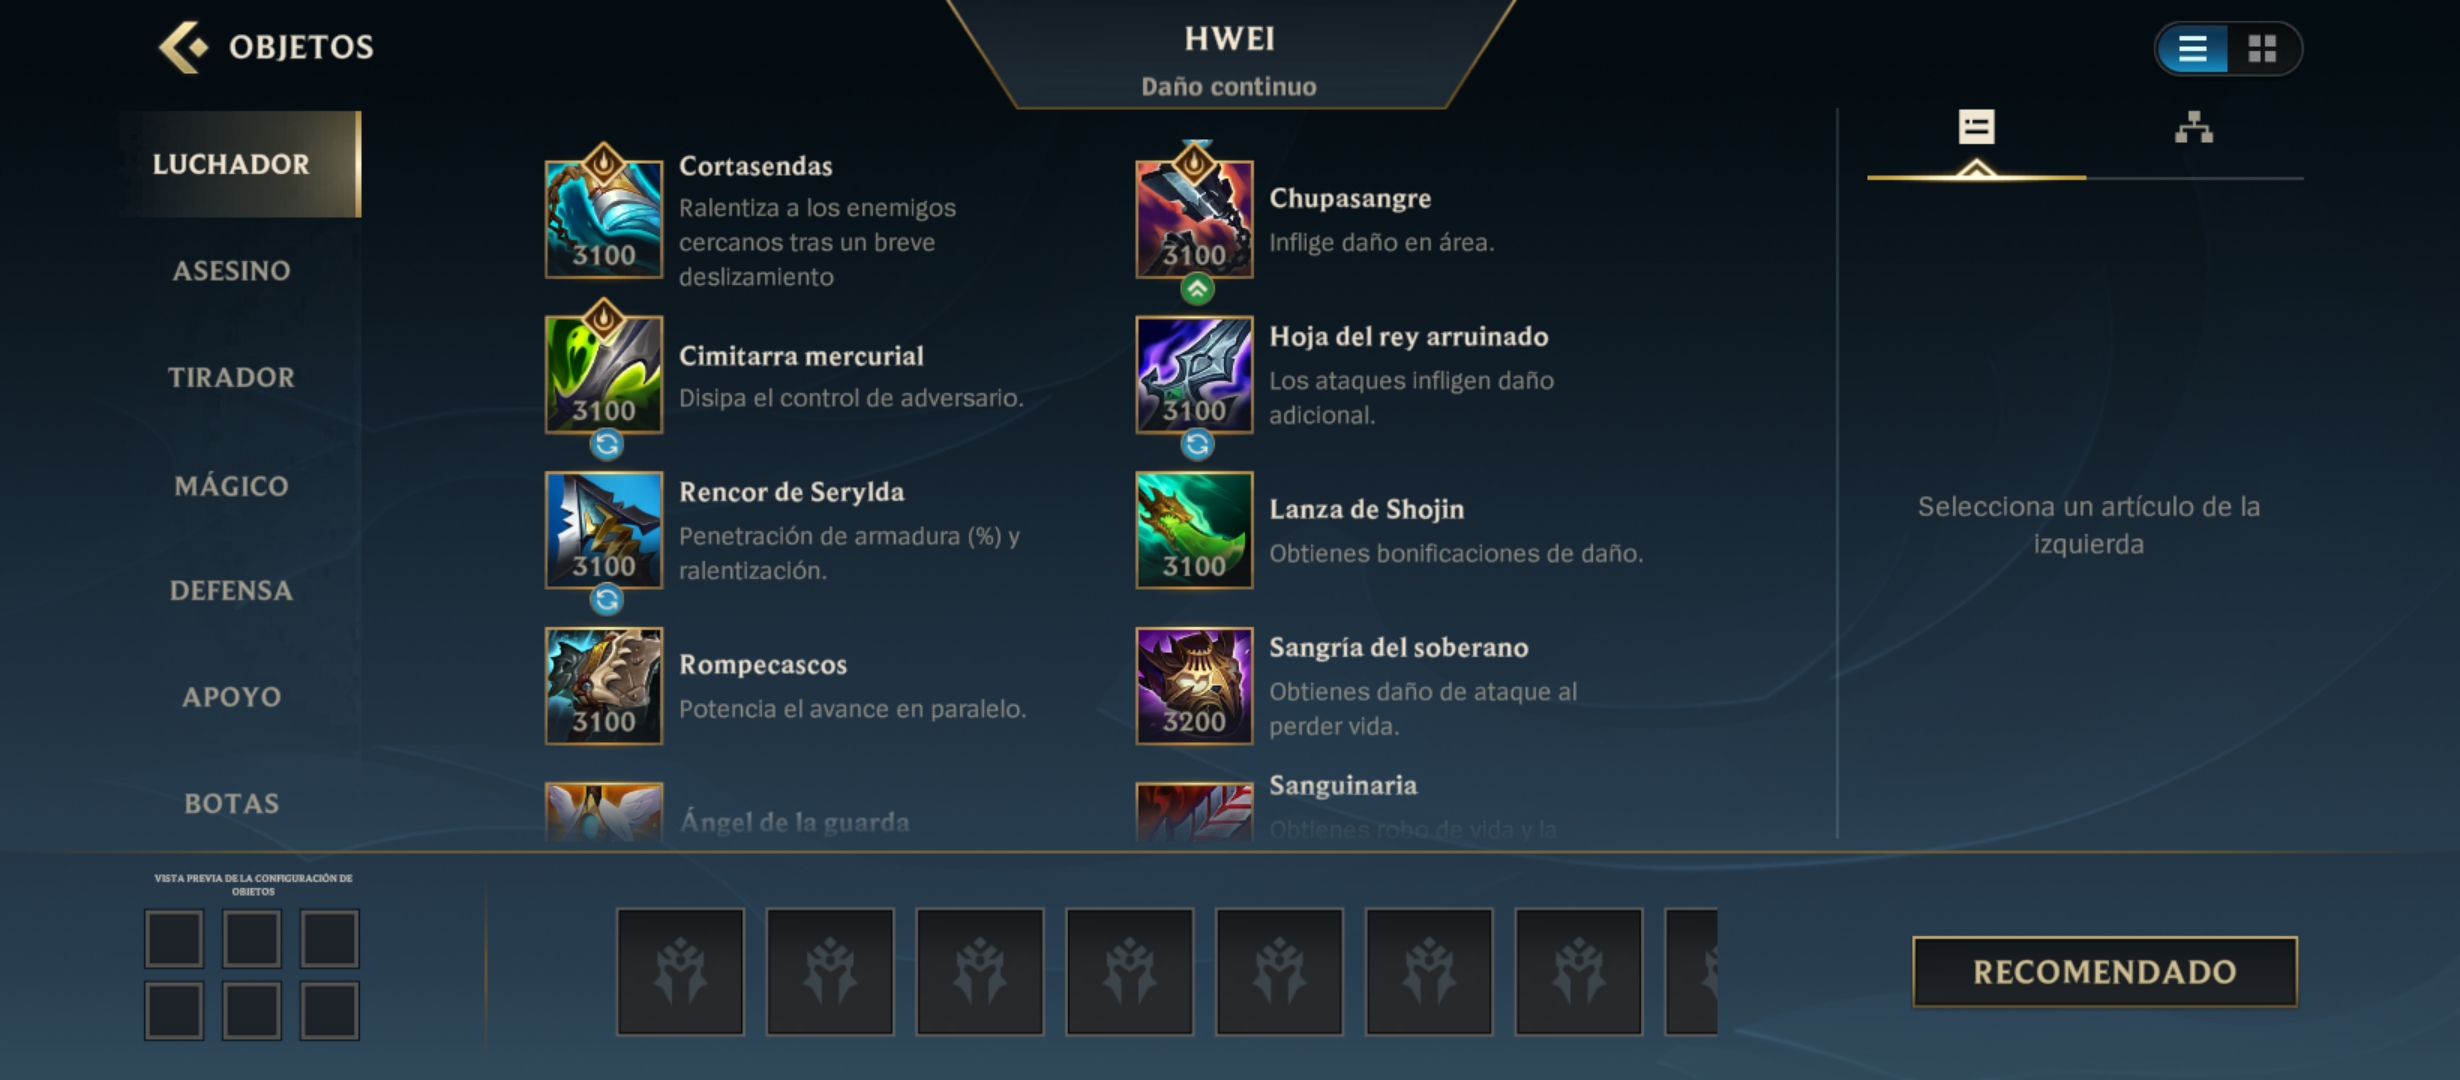 OBJETOS
HWEI
Daño continuo
LUCHADOR
ASESINO
TIRADOR
MÁGICO
DEFENSA
APOYO
BOTAS
3100
Cortasendas
Ralentiza a los enemigos
cercanos tras un breve
deslizamiento
3100
Chupasangre
Inflige daño en área.
3100
Cimitarra mercurial
Disipa el control de adversario.
3100
Hoja del rey arruinado
Los ataques infligen daño
adicional.
3100
Rencor de Serylda
Penetración de armadura (%) y
ralentización.
3100
Lanza de Shojin
Obtienes bonificaciones de daño.
3100
Rompecascos
Potencia el avance en paralelo.
3200
Sangría del soberano
Obtienes daño de ataque al
perder vida.
Ángel de la guarda
Sanguinaria
Obtienes robo de vida y la
Selecciona un artículo de la
izquierda
VISTA PREVIA DE LA CONFIGURACIÓN DE
OBJETOS
RECOMENDADO